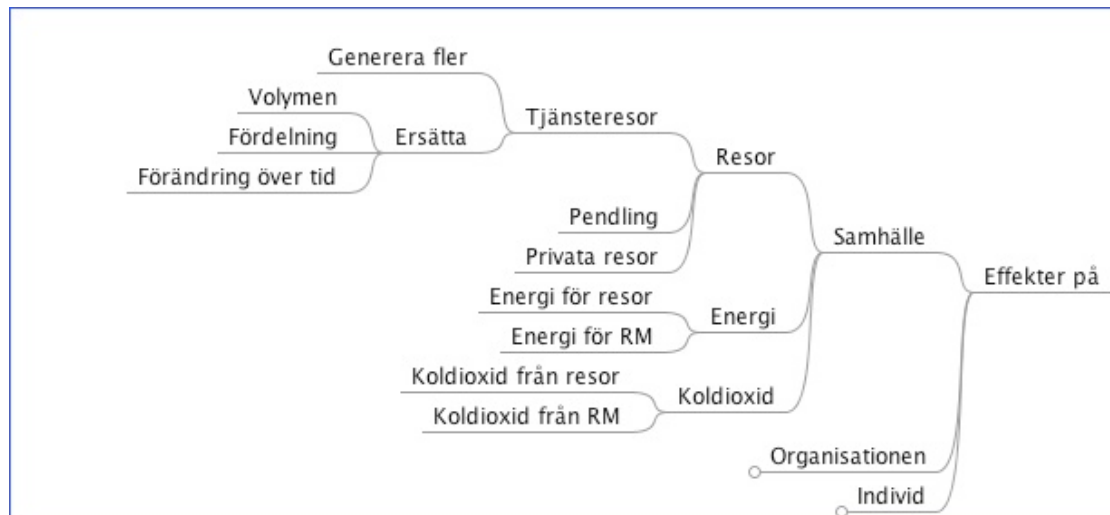 Generera fler
Volymen
Fördelning
Förändring över tid
Ersätta
Tjänsteresor
Resor
Pendling
Privata resor
Samhälle
Effekter på
Energi för resor
Energi för RM
Energi
Koldioxid från resor
Koldioxid från RM
Koldioxid
Organisationen
Individ